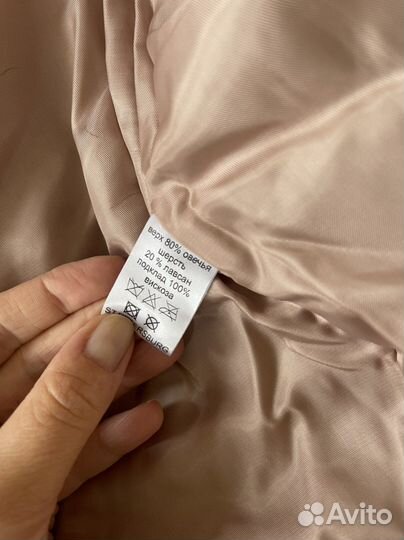 верх 80% овечья
шерсть
20 % лавсан
подклад 100%
вискоза
Avito